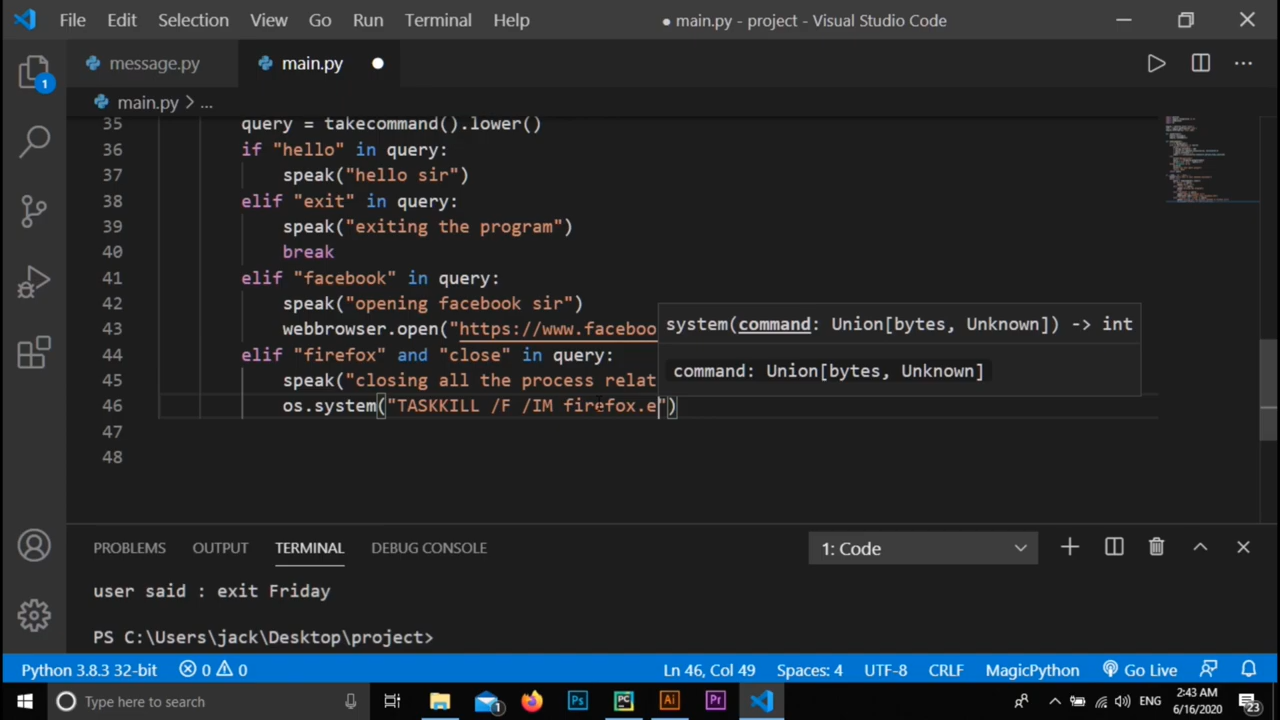 File Edit Selection View Go Run Terminal Help ● main.py - project - Visual Studio Code
1
message.py main.py ●
main.py > ...
35 query = takecommand().lower()
36 if "hello" in query:
37 speak("hello sir")
38 elif "exit" in query:
39 speak("exiting the program")
40 break
41 elif "facebook" in query:
42 speak("opening facebook sir")
43 webbrowser.open("https://www.faceboo
44 elif "firefox" and "close" in query:
45 speak("closing all the process relat
46 os.system("TASKKILL /F /IM firefox.e")
47
48
system(command: Union[bytes, Unknown]) -> int
command: Union[bytes, Unknown]
PROBLEMS OUTPUT TERMINAL DEBUG CONSOLE 1: Code
user said : exit Friday
PS C:\Users\jack\Desktop\project>
Python 3.8.3 32-bit 0 0 Ln 46, Col 49 Spaces: 4 UTF-8 CRLF MagicPython Go Live
Type here to search 1 Ps PC Ai Pr ENG 2:43 AM 6/16/2020 23